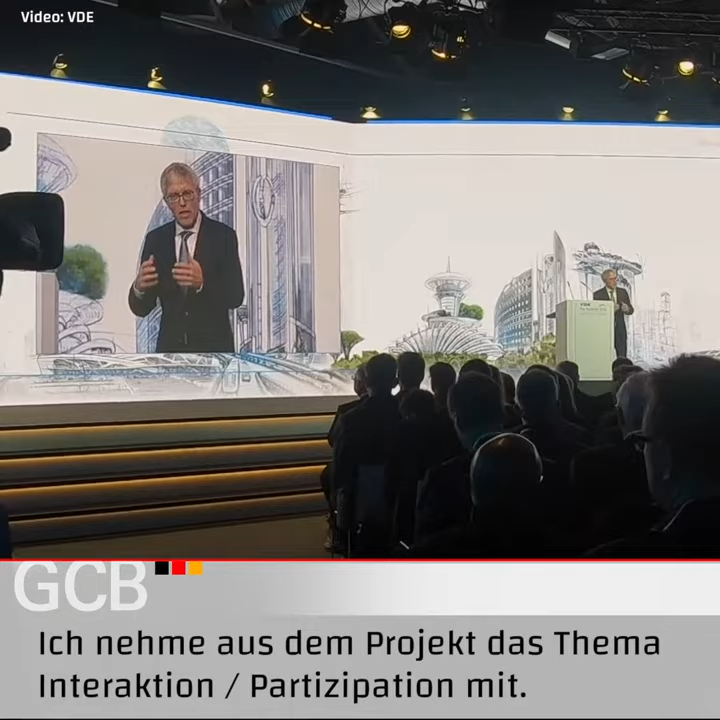 Video: VDE
GCB
Ich nehme aus dem Projekt das Thema
Interaktion / Partizipation mit.